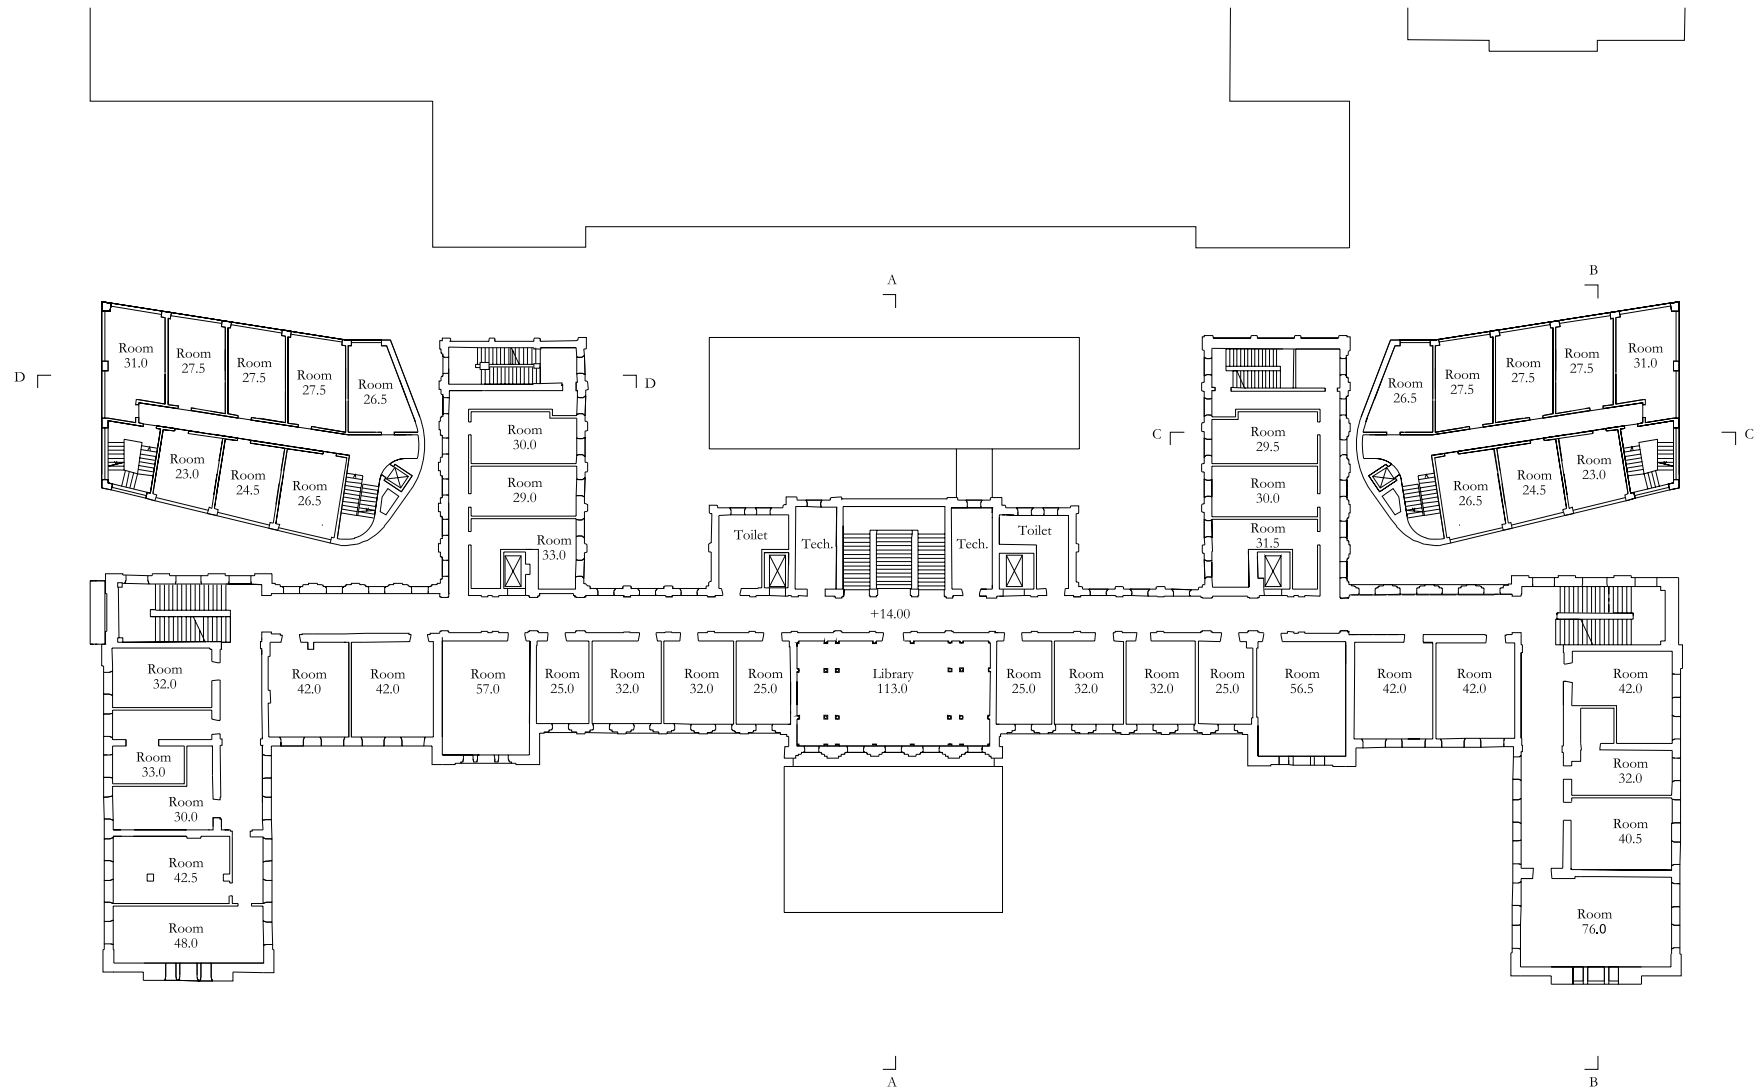 A
B
D
D
C
C
Room
31.0
Room
27.5
Room
27.5
Room
27.5
Room
26.5
Room
23.0
Room
24.5
Room
26.5
Room
30.0
Room
29.0
Room
33.0
Toilet
Tech.
Tech.
Toilet
+14.00
Room
29.5
Room
30.0
Room
31.5
Room
26.5
Room
27.5
Room
27.5
Room
27.5
Room
31.0
Room
26.5
Room
24.5
Room
23.0
Room
32.0
Room
33.0
Room
30.0
Room
42.5
Room
48.0
Room
42.0
Room
42.0
Room
57.0
Room
25.0
Room
32.0
Room
32.0
Room
25.0
Library
113.0
Room
25.0
Room
32.0
Room
32.0
Room
25.0
Room
56.5
Room
42.0
Room
42.0
Room
42.0
Room
32.0
Room
40.5
Room
76.0
A
B